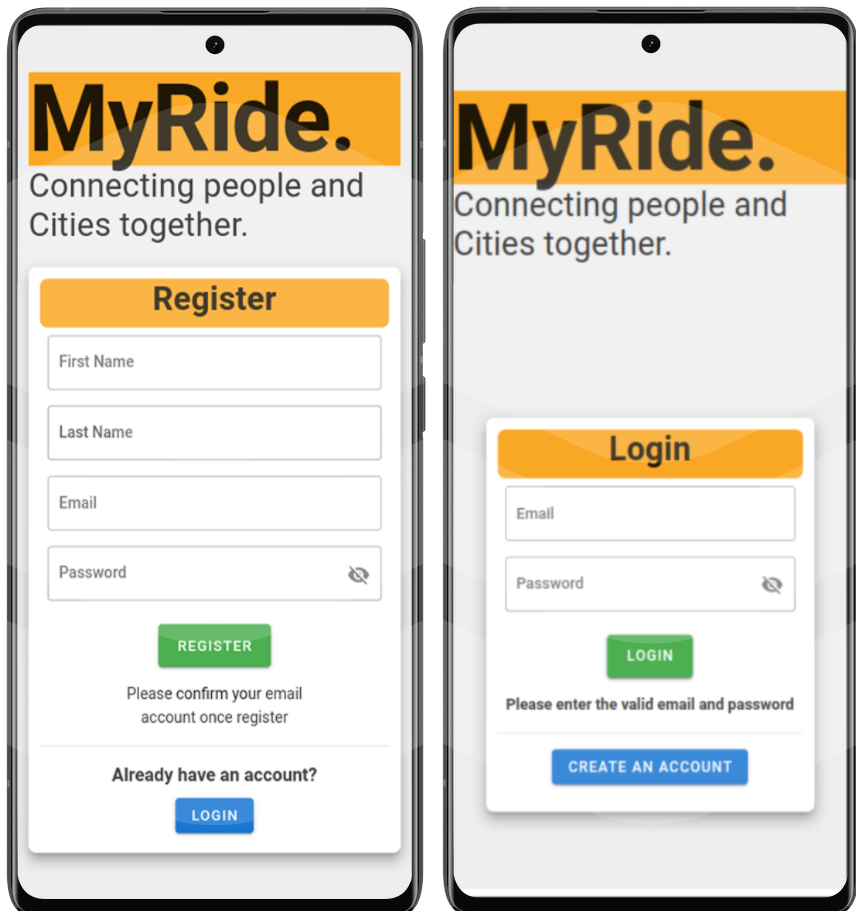 MyRide.
Connecting people and
Cities together.
Register
First Name
Last Name
Email
Password
REGISTER
Please confirm your email
account once register
Already have an account?
LOGIN
MyRide.
Connecting people and
Cities together.
Login
Email
Password
LOGIN
Please enter the valid email and password
CREATE AN ACCOUNT